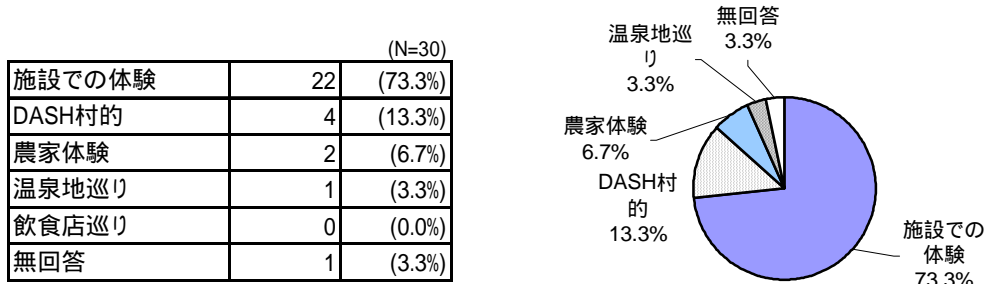 (N=30)
施設での体験 22 (73.3%)
DASH村的 4 (13.3%)
農家体験 2 (6.7%)
温泉地巡り 1 (3.3%)
飲食店巡り 0 (0.0%)
無回答 1 (3.3%)
無回答
3.3%
温泉地巡
り
3.3%
農家体験
6.7%
DASH村
的
13.3%
施設での
体験
73.3%